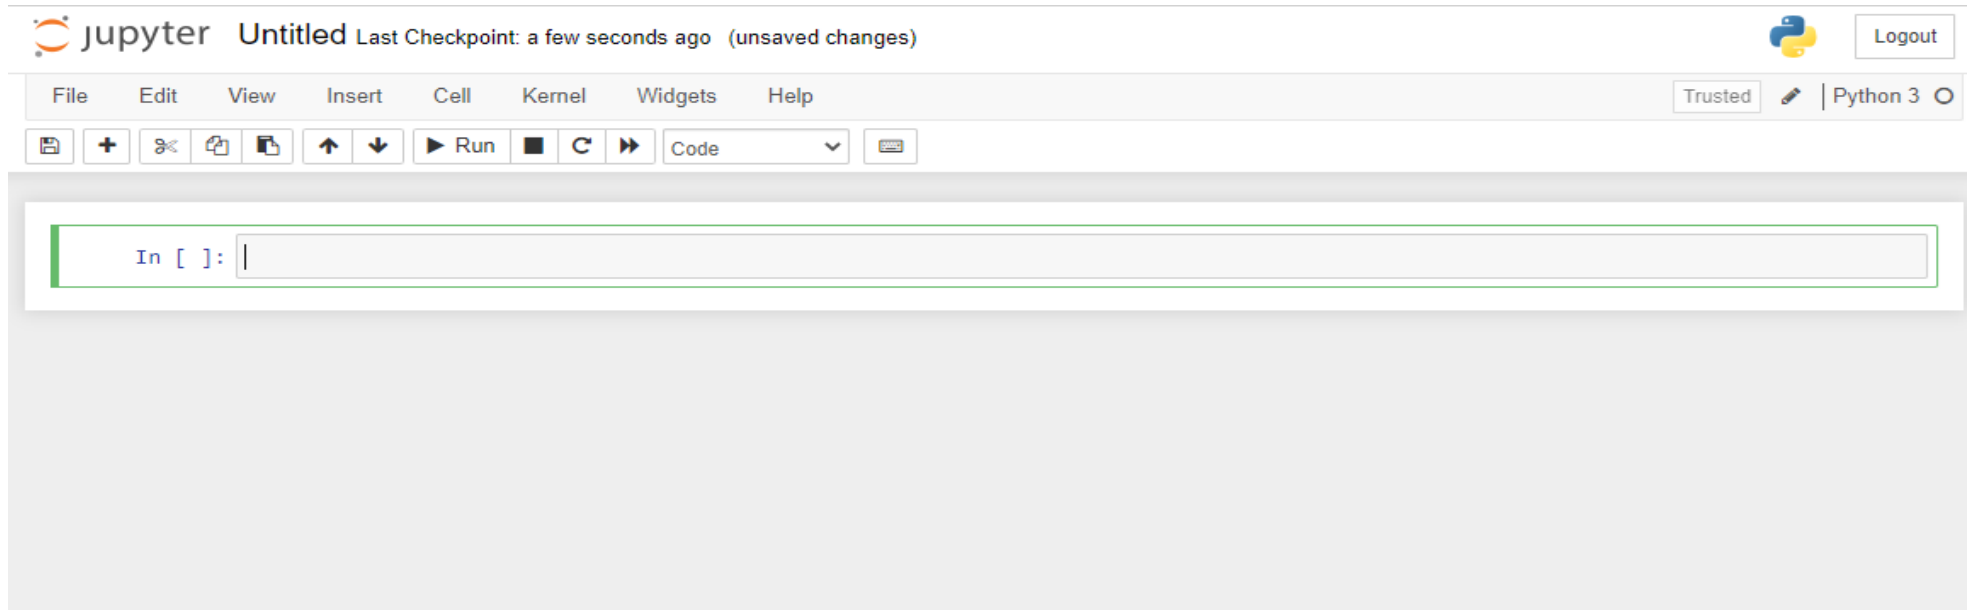 jupyter Untitled Last Checkpoint: a few seconds ago (unsaved changes) Logout
File Edit View Insert Cell Kernel Widgets Help Trusted Python 3
Run Code
In [ ]: